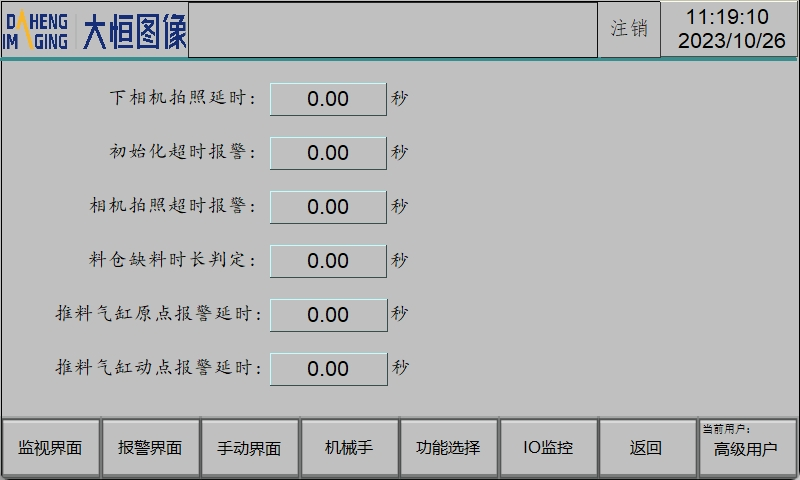 DAHENG
IMAGING
大恒图像
注销
11:19:10
2023/10/26
下相机拍照延时： 0.00 秒
初始化超时报警： 0.00 秒
相机拍照超时报警： 0.00 秒
料仓缺料时长判定： 0.00 秒
推料气缸原点报警延时： 0.00 秒
推料气缸动点报警延时： 0.00 秒
监视界面 报警界面 手动界面 机械手 功能选择 IO监控 返回
当前用户：
高级用户